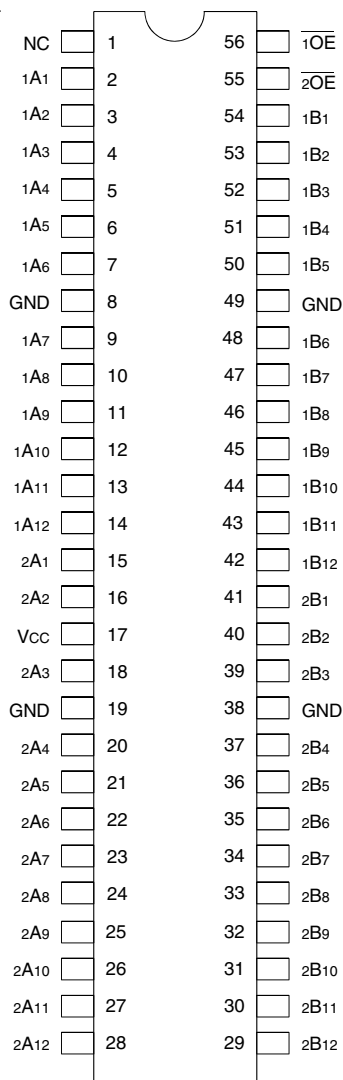 NC 1 56 1OE
1A1 2 55 2OE
1A2 3 54 1B1
1A3 4 53 1B2
1A4 5 52 1B3
1A5 6 51 1B4
1A6 7 50 1B5
GND 8 49 GND
1A7 9 48 1B6
1A8 10 47 1B7
1A9 11 46 1B8
1A10 12 45 1B9
1A11 13 44 1B10
1A12 14 43 1B11
2A1 15 42 1B12
2A2 16 41 2B1
VCC 17 40 2B2
2A3 18 39 2B3
GND 19 38 GND
2A4 20 37 2B4
2A5 21 36 2B5
2A6 22 35 2B6
2A7 23 34 2B7
2A8 24 33 2B8
2A9 25 32 2B9
2A10 26 31 2B10
2A11 27 30 2B11
2A12 28 29 2B12